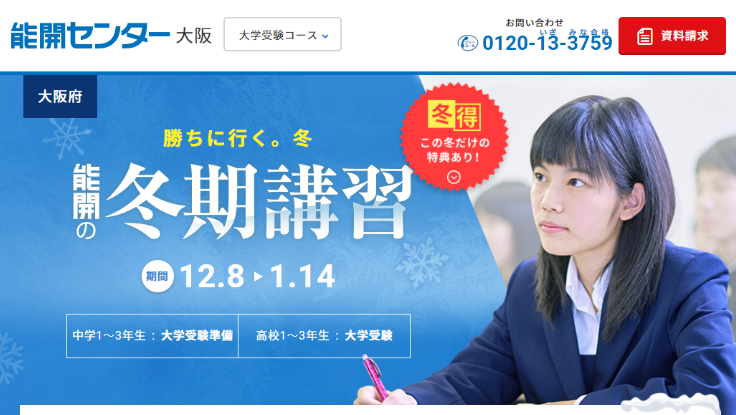 能開センター 大阪
大学受験コース
お問い合わせ
いざ みな合格
0120-13-3759
資料請求
大阪府
勝ちに行く。冬
能開の冬期講習
冬得
この冬だけの
特典あり!
期間 12.8 1.14
中学1〜3年生 : 大学受験準備
高校1〜3年生 : 大学受験